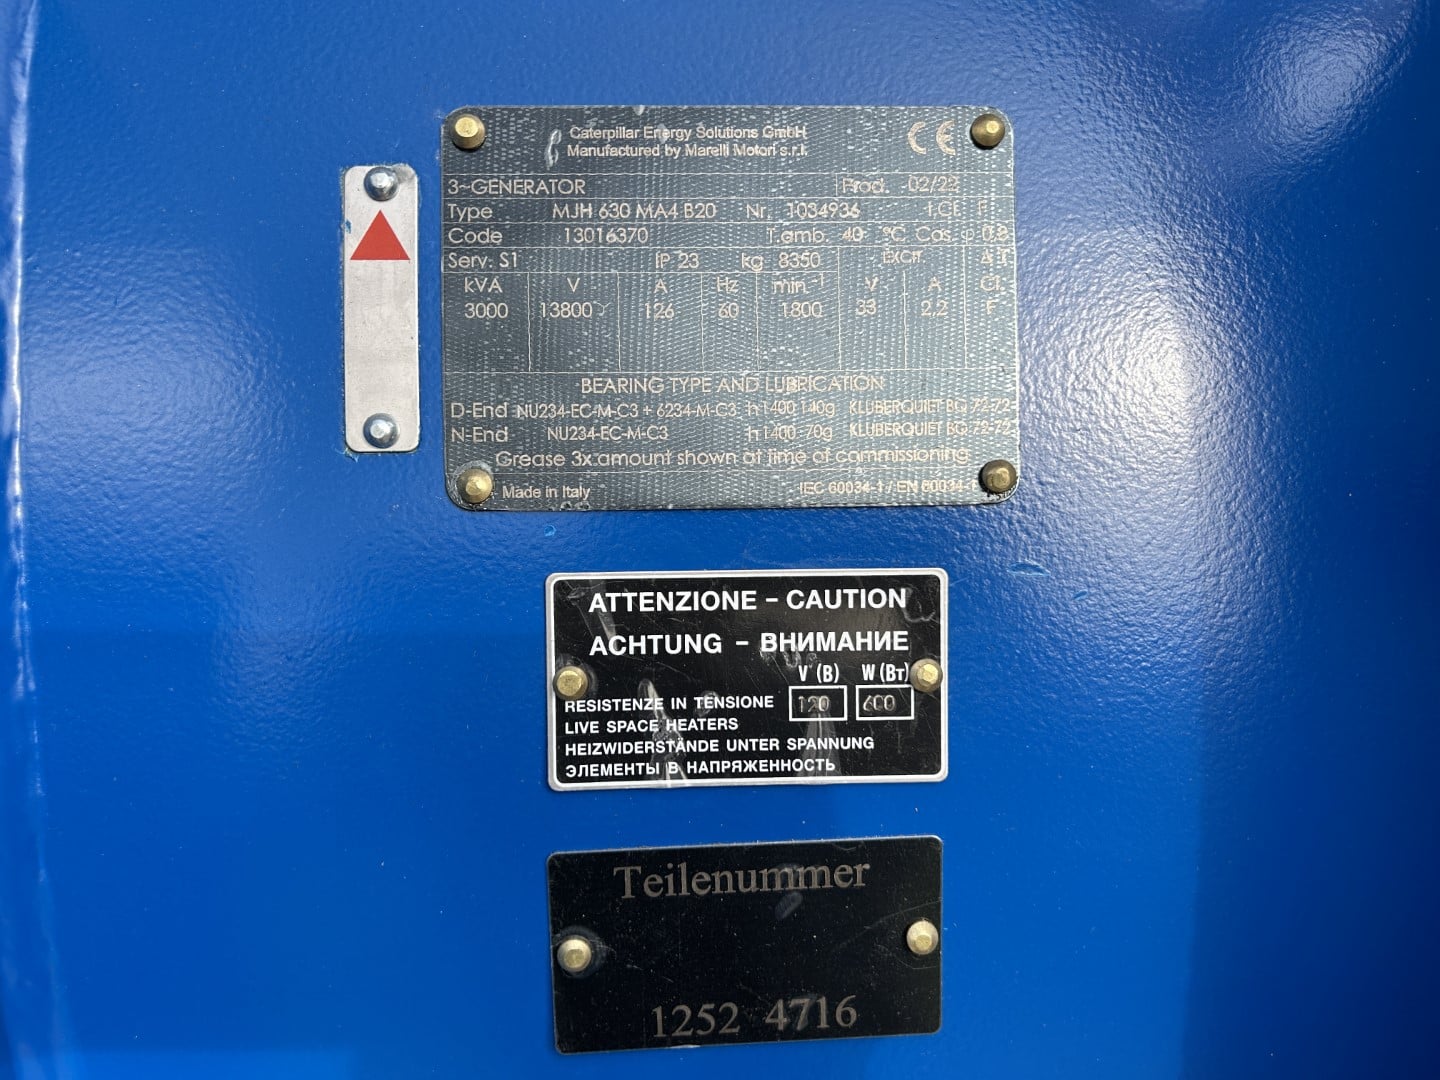 Caterpillar Energy Solutions GmbH
Manufactured by Marelli Motori s.r.l.
CE
3~GENERATOR Prod. 02/22
Type MJH 630 MA4 B20 Nr. 1034936 I.Cl. F
Code 13016370 T.amb. 40 °C Cos φ 0.8
Serv. S1 IP 23 kg 8350 EXCIT. ΔT
kVA V A Hz min⁻¹ V A Cl.
3000 13800 126 60 1800 33 2,2 F
BEARING TYPE AND LUBRICATION
D-End NU234-EC-M-C3 + 6234-M-C3 h 1400 140g KLUBERQUIET BQ 72-72
N-End NU234-EC-M-C3 h 1400 70g KLUBERQUIET BQ 72-72
Grease 3x amount shown at time of commissioning
Made in Italy IEC 60034-1 / EN 60034-1
ATTENZIONE - CAUTION
ACHTUNG - ВНИМАНИЕ
V (В) W (Вт)
RESISTENZE IN TENSIONE 120 600
LIVE SPACE HEATERS
HEIZWIDERSTÄNDE UNTER SPANNUNG
ЭЛЕМЕНТЫ В НАПРЯЖЕННОСТЬ
Teilenummer
1252 4716